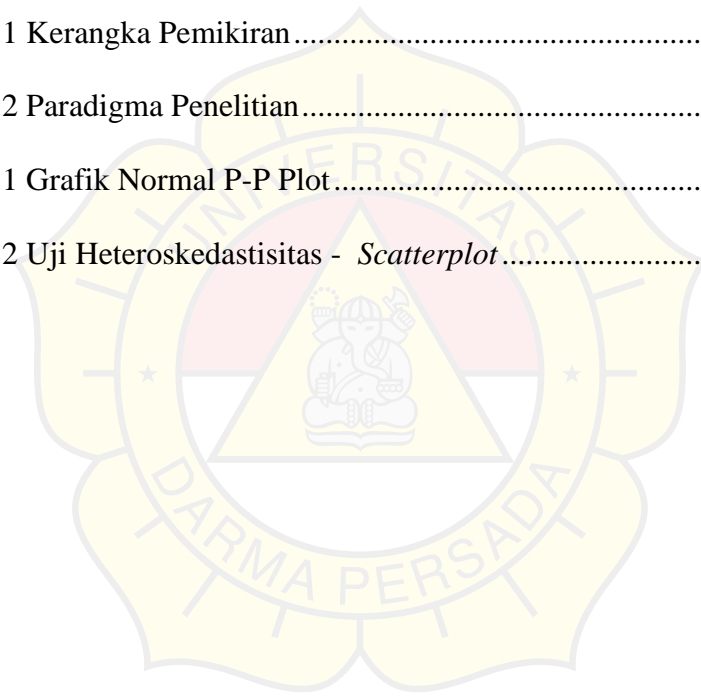 1 Kerangka Pemikiran..................................................
2 Paradigma Penelitian..................................................
1 Grafik Normal P-P Plot..............................................
2 Uji Heteroskedastisitas - Scatterplot.........................
UNIVERSITAS
DARMA PERSADA